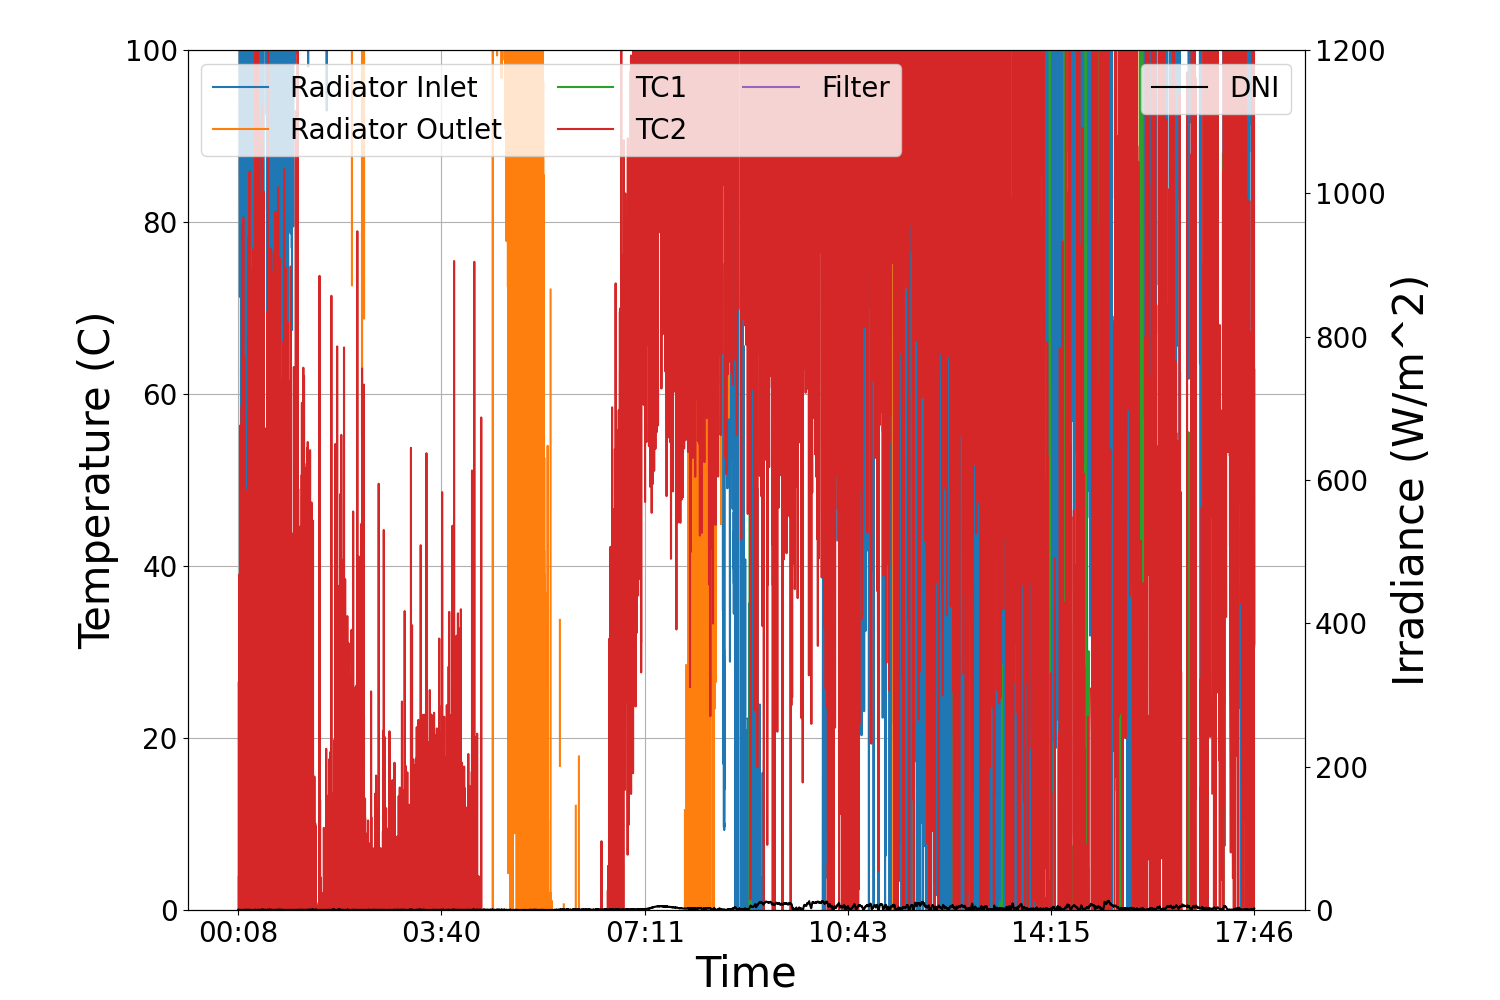 100
80
60
40
20
0
Temperature (C)
Radiator Inlet
Radiator Outlet
TC1
TC2
Filter
DNI
1200
1000
800
600
400
200
0
Irradiance (W/m^2)
00:08
03:40
07:11
10:43
14:15
17:46
Time